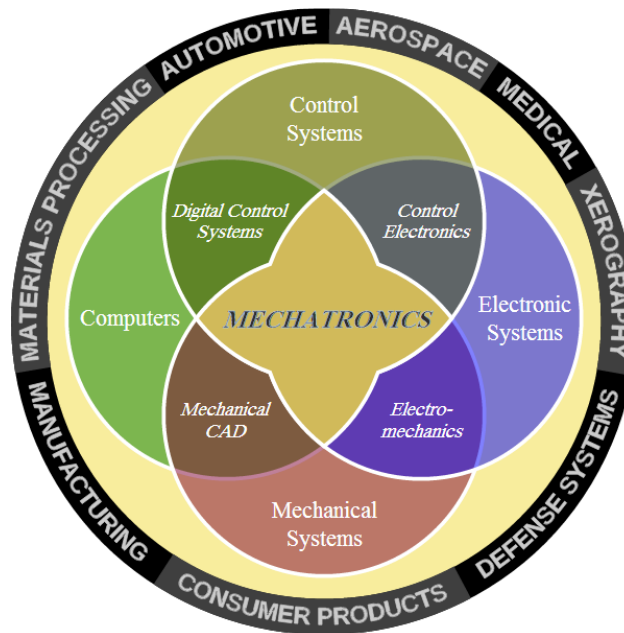 MATERIALS PROCESSING
AUTOMOTIVE
AEROSPACE
MEDICAL
XEROGRAPHY
DEFENSE SYSTEMS
CONSUMER PRODUCTS
MANUFACTURING
Control
Systems
Digital Control
Systems
Control
Electronics
Computers
MECHATRONICS
Electronic
Systems
Mechanical
CAD
Electro-
mechanics
Mechanical
Systems